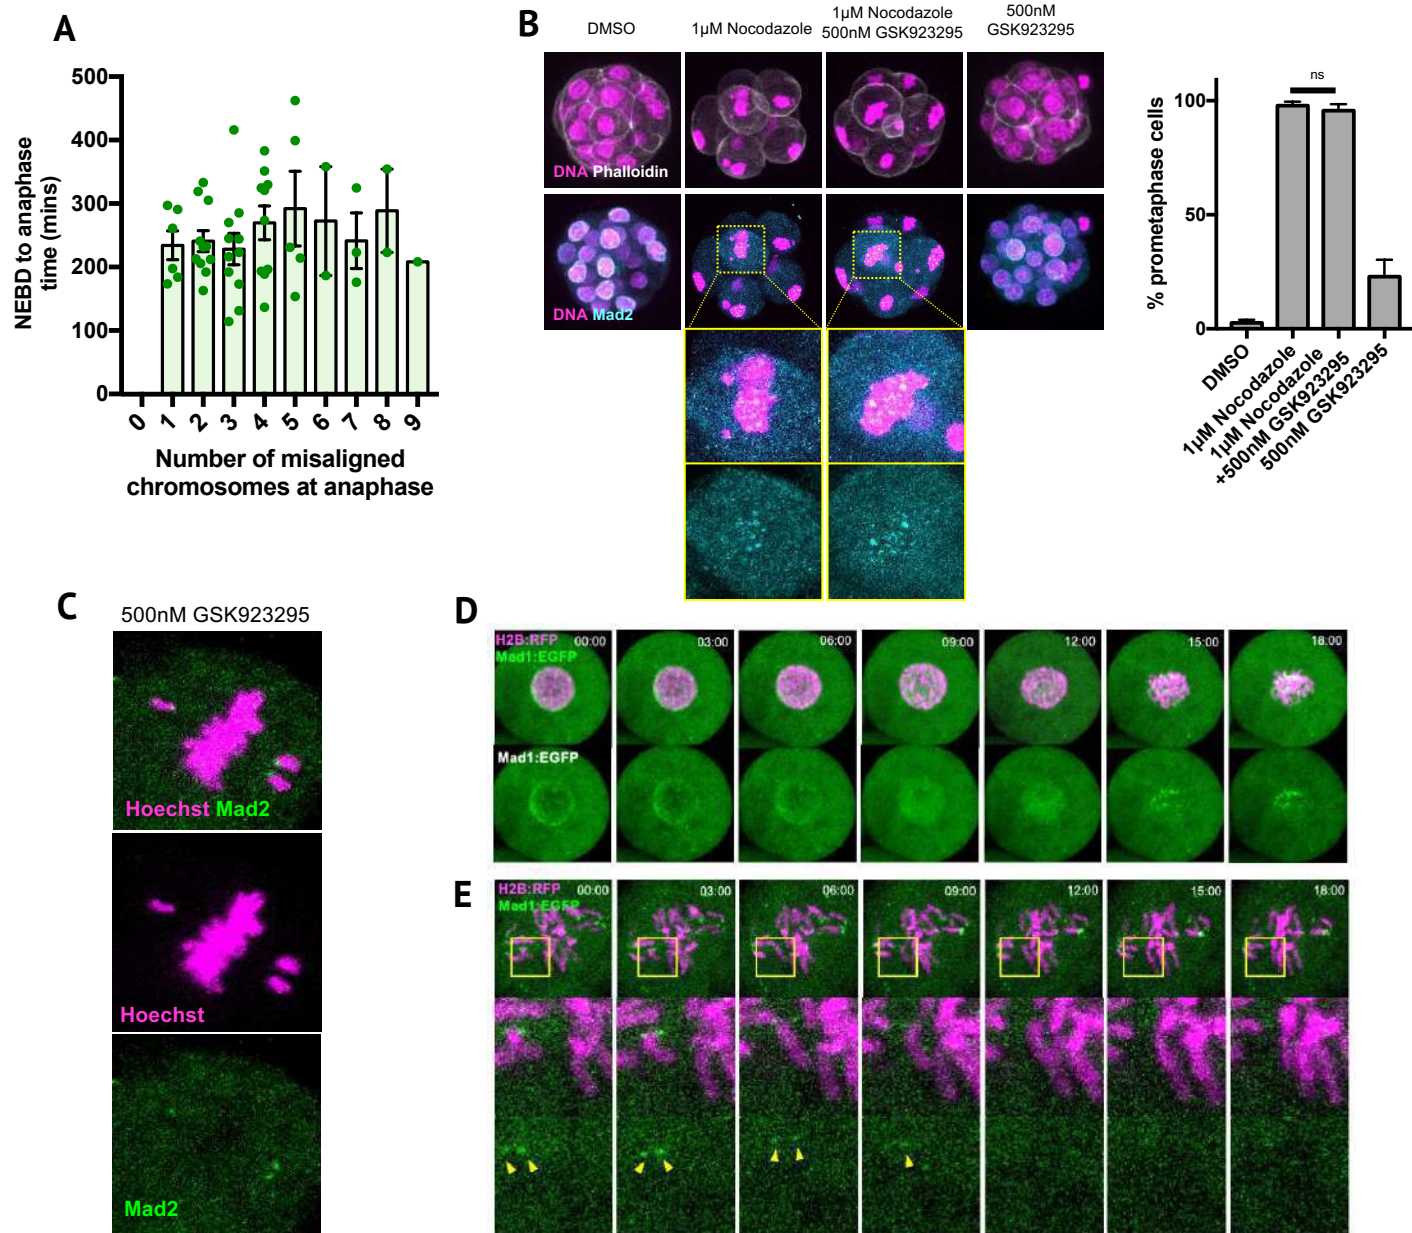 A
500
400
300
200
100
0
NEBD to anaphase
time (mins)
0
1
2
3
4
5
6
7
8
9
Number of misaligned
chromosomes at anaphase
B
DMSO
1µM Nocodazole
1µM Nocodazole
500nM GSK923295
500nM
GSK923295
DNA Phalloidin
DNA Mad2
ns
100
50
0
% prometaphase cells
DMSO
1µM Nocodazole
1µM Nocodazole
+500nM GSK923295
500nM GSK923295
C
500nM GSK923295
Hoechst Mad2
Hoechst
Mad2
D
H2B:RFP
Mad1:EGFP
00:00
03:00
06:00
09:00
12:00
15:00
18:00
Mad1:EGFP
E
H2B:RFP
Mad1:EGFP
00:00
03:00
06:00
09:00
12:00
15:00
18:00